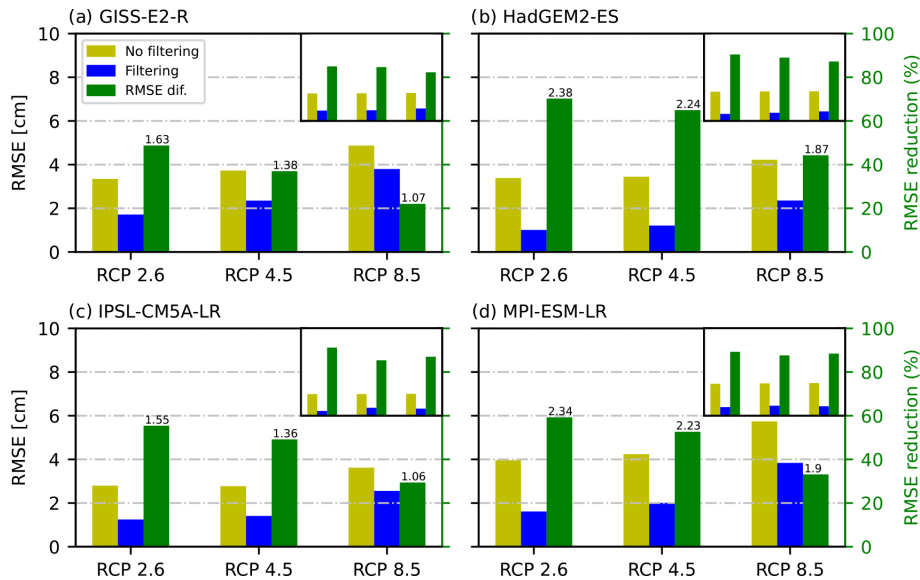 (a) GISS-E2-R
(b) HadGEM2-ES
10
8
6
4
2
0
RMSE [cm]
No filtering
Filtering
RMSE dif.
1.63
1.38
1.07
RCP 2.6
RCP 4.5
RCP 8.5
2.38
2.24
1.87
RCP 2.6
RCP 4.5
RCP 8.5
100
80
60
40
20
0
RMSE reduction (%)
(c) IPSL-CM5A-LR
(d) MPI-ESM-LR
10
8
6
4
2
0
RMSE [cm]
1.55
1.36
1.06
RCP 2.6
RCP 4.5
RCP 8.5
2.34
2.23
1.9
RCP 2.6
RCP 4.5
RCP 8.5
100
80
60
40
20
0
RMSE reduction (%)